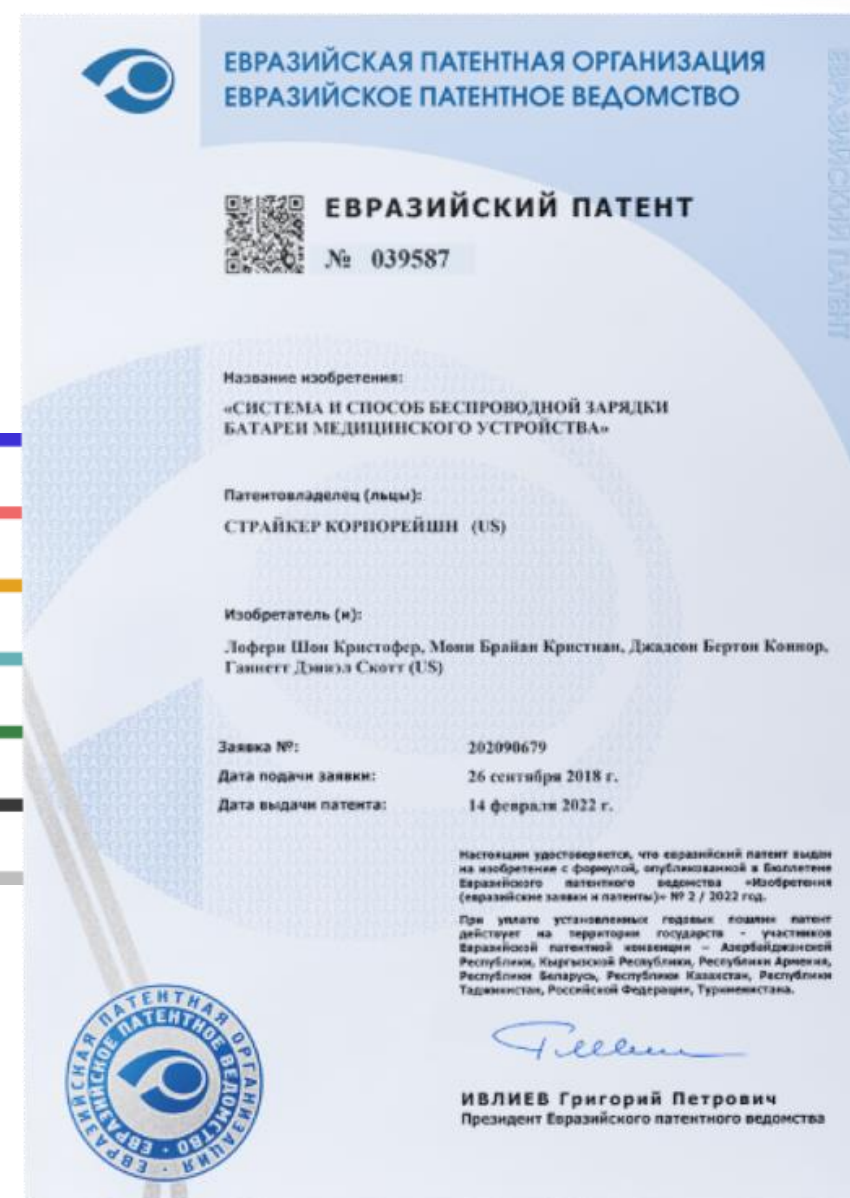 ЕВРАЗИЙСКАЯ ПАТЕНТНАЯ ОРГАНИЗАЦИЯ
ЕВРАЗИЙСКОЕ ПАТЕНТНОЕ ВЕДОМСТВО
ЕВРАЗИЙСКИЙ ПАТЕНТ
ЕВРАЗИЙСКИЙ ПАТЕНТ
№ 039587
Название изобретения:
«СИСТЕМА И СПОСОБ БЕСПРОВОДНОЙ ЗАРЯДКИ
БАТАРЕИ МЕДИЦИНСКОГО УСТРОЙСТВА»
Патентовладелец (льцы):
СТРАЙКЕР КОРПОРЕЙШН (US)
Изобретатель (и):
Лофери Шон Кристофер, Мони Брайан Кристиан, Джадсон Бертон Коннор,
Ганнетт Дэниэл Скотт (US)
Заявка №: 202090679
Дата подачи заявки: 26 сентября 2018 г.
Дата выдачи патента: 14 февраля 2022 г.
Настоящим удостоверяется, что евразийский патент выдан
на изобретение с формулой, опубликованной в Бюллетене
Евразийского патентного ведомства «Изобретения
(евразийские заявки и патенты)» № 2 / 2022 год.
При уплате установленных годовых пошлин патент
действует на территории государств - участников
Евразийской патентной конвенции – Азербайджанской
Республики, Кыргызской Республики, Республики Армения,
Республики Беларусь, Республики Казахстан, Республики
Таджикистан, Российской Федерации, Туркменистана.
ИВЛИЕВ Григорий Петрович
Президент Евразийского патентного ведомства
ЕВРАЗИЙСКАЯ ПАТЕНТНАЯ ОРГАНИЗАЦИЯ
ЕВРАЗИЙСКОЕ ПАТЕНТНОЕ ВЕДОМСТВО